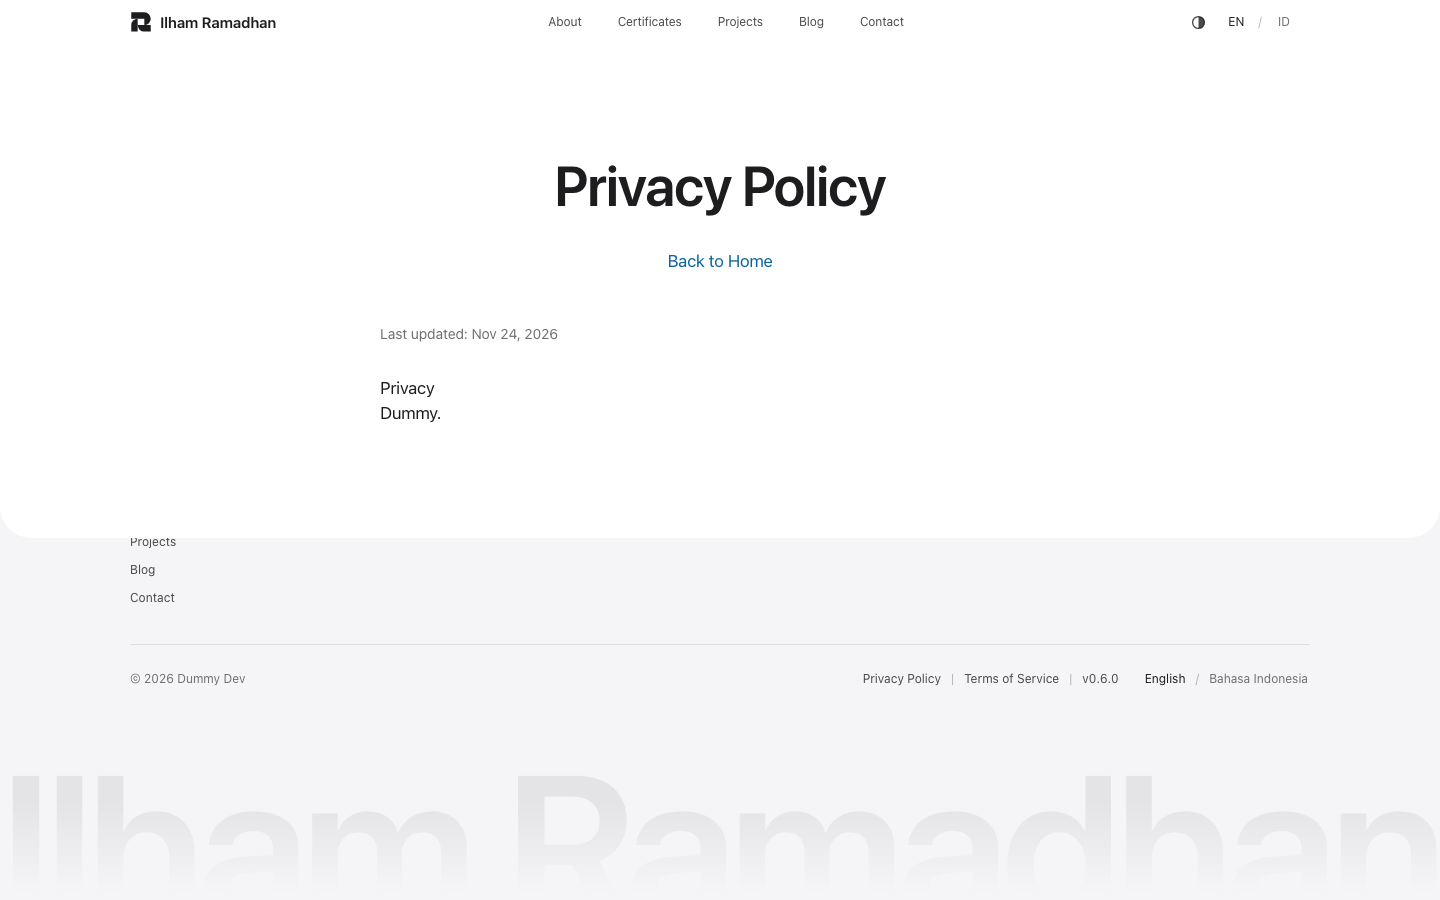 Ilham Ramadhan
About Certificates Projects Blog Contact
EN / ID
Privacy Policy
Back to Home
Last updated: Nov 24, 2026
Privacy
Dummy.
Projects
Blog
Contact
© 2026 Dummy Dev
Privacy Policy | Terms of Service | v0.6.0 English / Bahasa Indonesia
Ilham Ramadhan